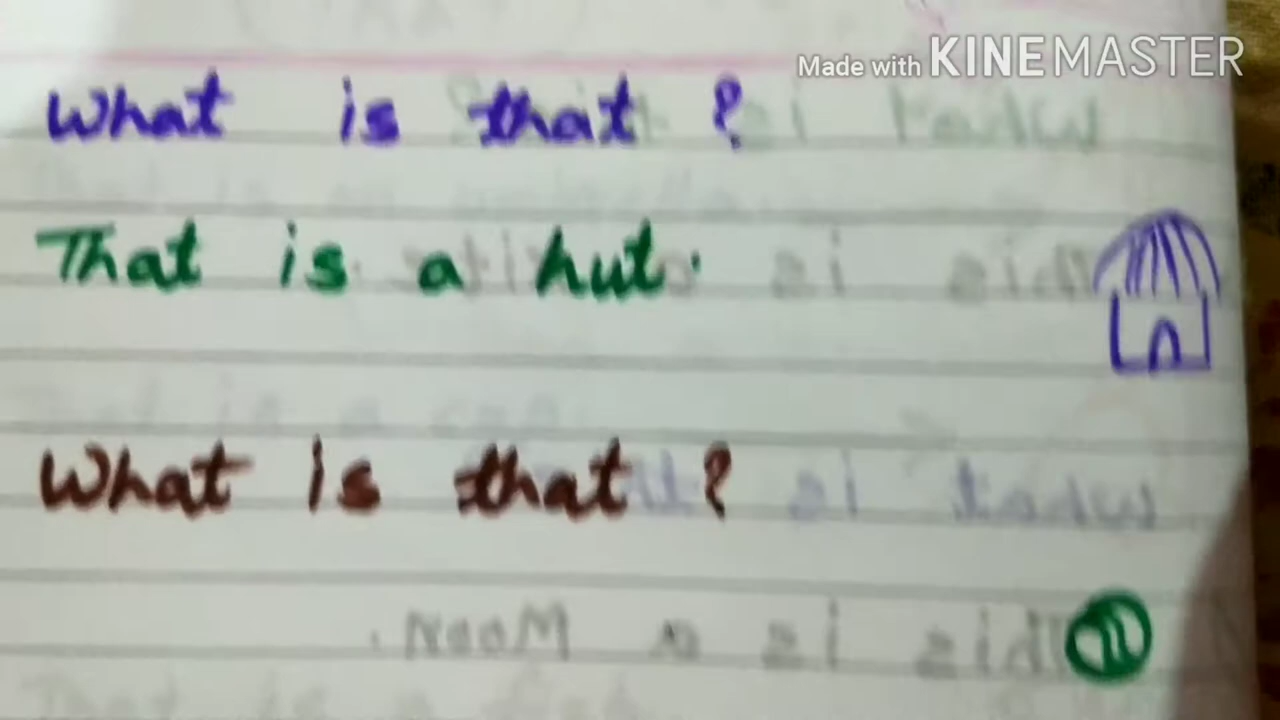 Made with KINEMASTER
What is that ?
That is a hut.
What is that ?